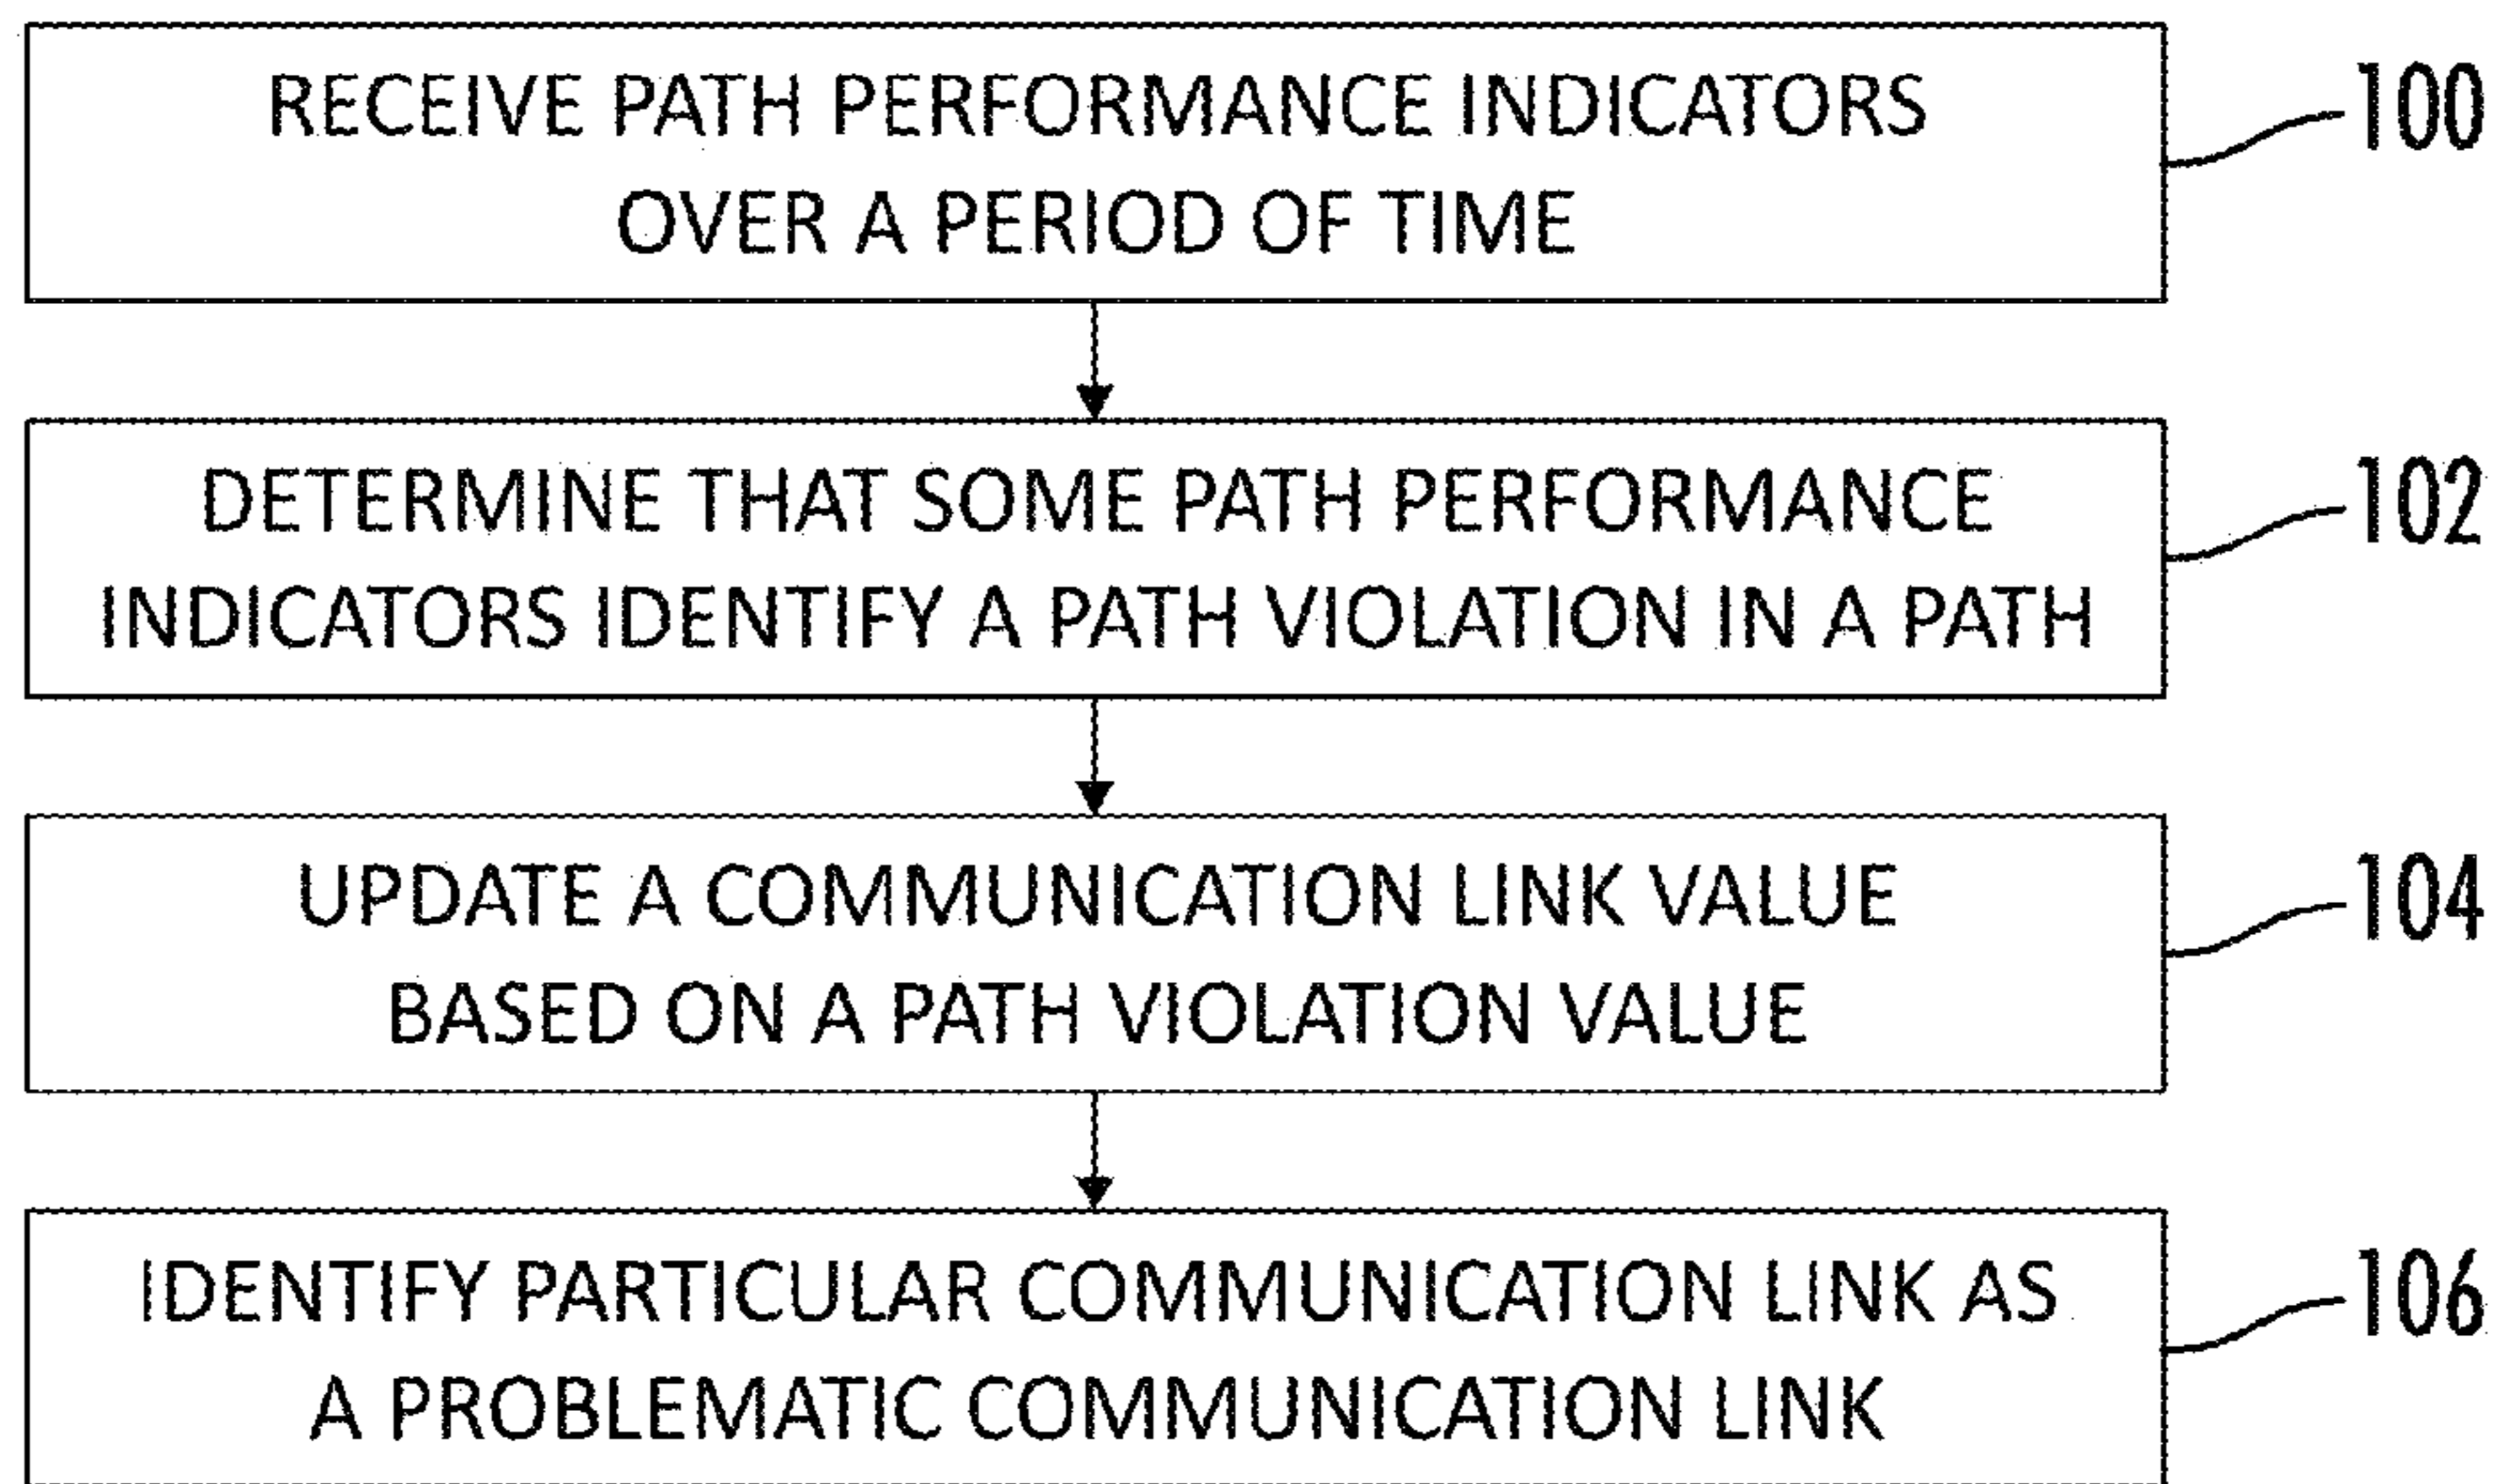 RECEIVE PATH PERFORMANCE INDICATORS
OVER A PERIOD OF TIME
100
DETERMINE THAT SOME PATH PERFORMANCE
INDICATORS IDENTIFY A PATH VIOLATION IN A PATH
102
UPDATE A COMMUNICATION LINK VALUE
BASED ON A PATH VIOLATION VALUE
104
IDENTIFY PARTICULAR COMMUNICATION LINK AS
A PROBLEMATIC COMMUNICATION LINK
106